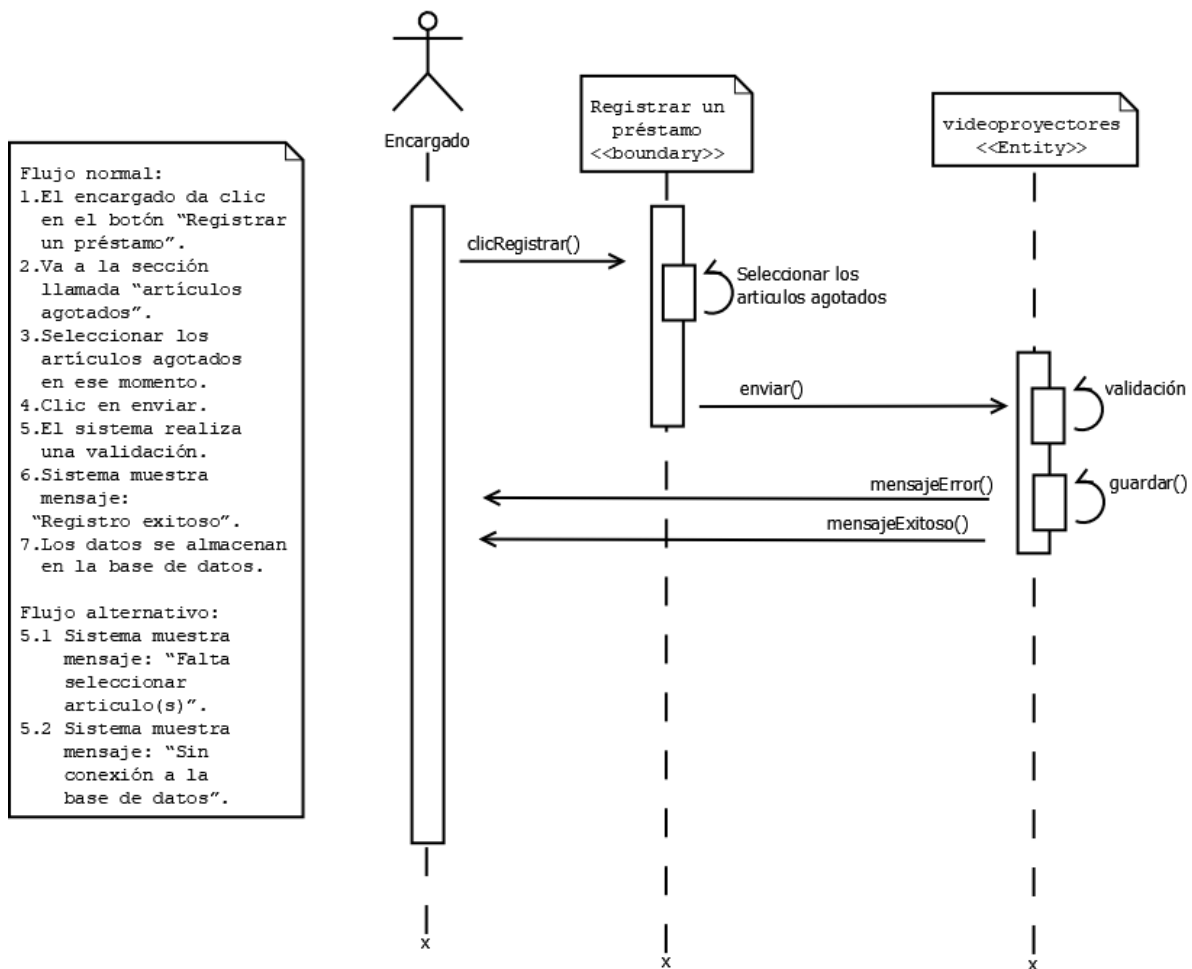 Encargado
Registrar un
préstamo
<<boundary>>
videoproyectores
<<Entity>>
Flujo normal:
1.El encargado da clic
en el botón “Registrar
un préstamo”.
2.Va a la sección
llamada “artículos
agotados”.
3.Seleccionar los
artículos agotados
en ese momento.
4.Clic en enviar.
5.El sistema realiza
una validación.
6.Sistema muestra
mensaje:
“Registro exitoso”.
7.Los datos se almacenan
en la base de datos.
Flujo alternativo:
5.1 Sistema muestra
mensaje: “Falta
seleccionar
articulo(s)”.
5.2 Sistema muestra
mensaje: “Sin
conexión a la
base de datos”.
clicRegistrar()
Seleccionar los
articulos agotados
enviar()
validación
mensajeError()
guardar()
mensajeExitoso()
x
x
x